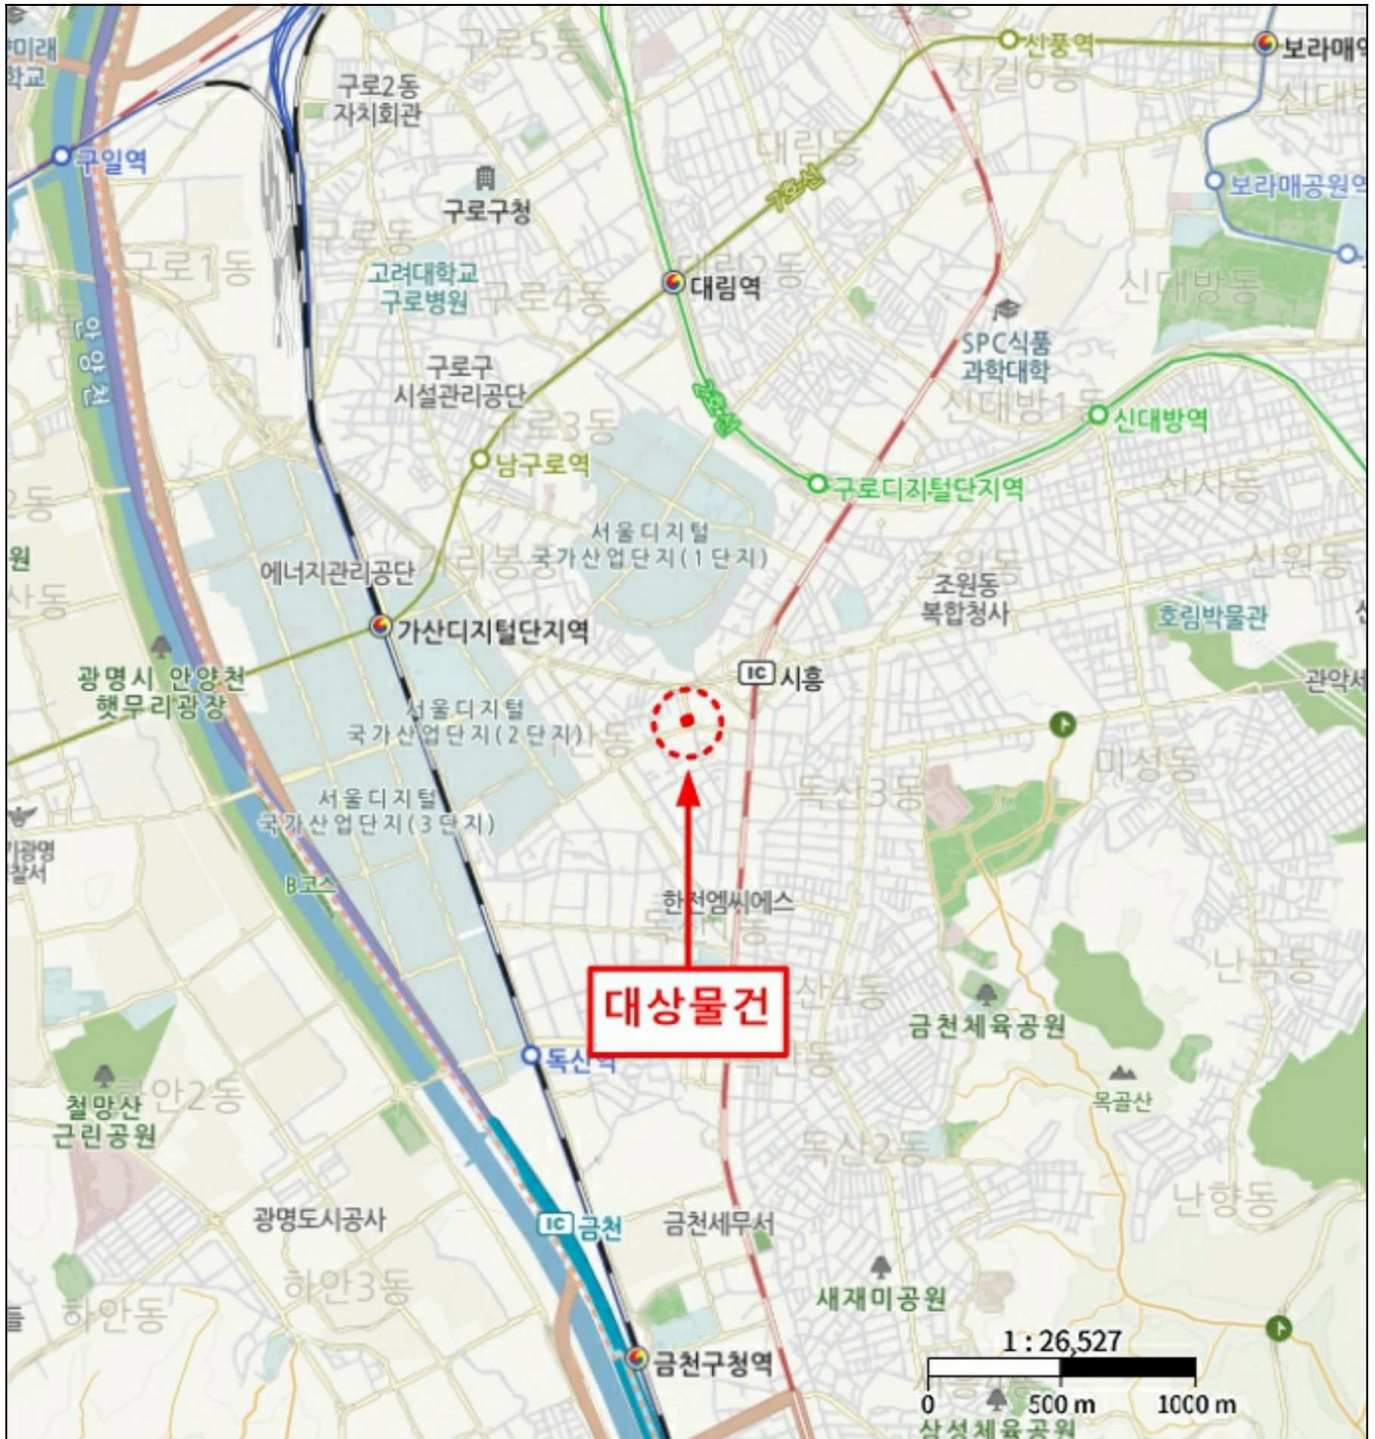 구로5동
신풍역
보라매역
신길6동
구로2동
자치회관
대림동
7호선
구일역
구로구청
보라매공원역
구로동
구로1동
고려대학교
구로병원
구로4동
대림역
신대방동
안양천
SPC식품
과학대학
구로구
시설관리공단
2호선
신대방1동
구로3동
신대방역
남구로역
구로디지털단지역
신사동
서울디지털
국가산업단지(1단지)
에너지관리공단
가리봉동
조원동
신원동
조원동
복합청사
호림박물관
가산디지털단지역
광명시 안양천
햇무리광장
IC 시흥
관악세
서울디지털
국가산업단지(2단지)
미성동
서울디지털
국가산업단지(3단지)
독산3동
B코스
한전엠씨에스
난곡동
대상물건
금천체육공원
독산역
목골산
철망산
근린공원
독산2동
난향동
광명도시공사
IC 금천
금천세무서
하안3동
하안동
새재미공원
1 : 26,527
금천구청역
0 500 m 1000 m
삼성체육공원